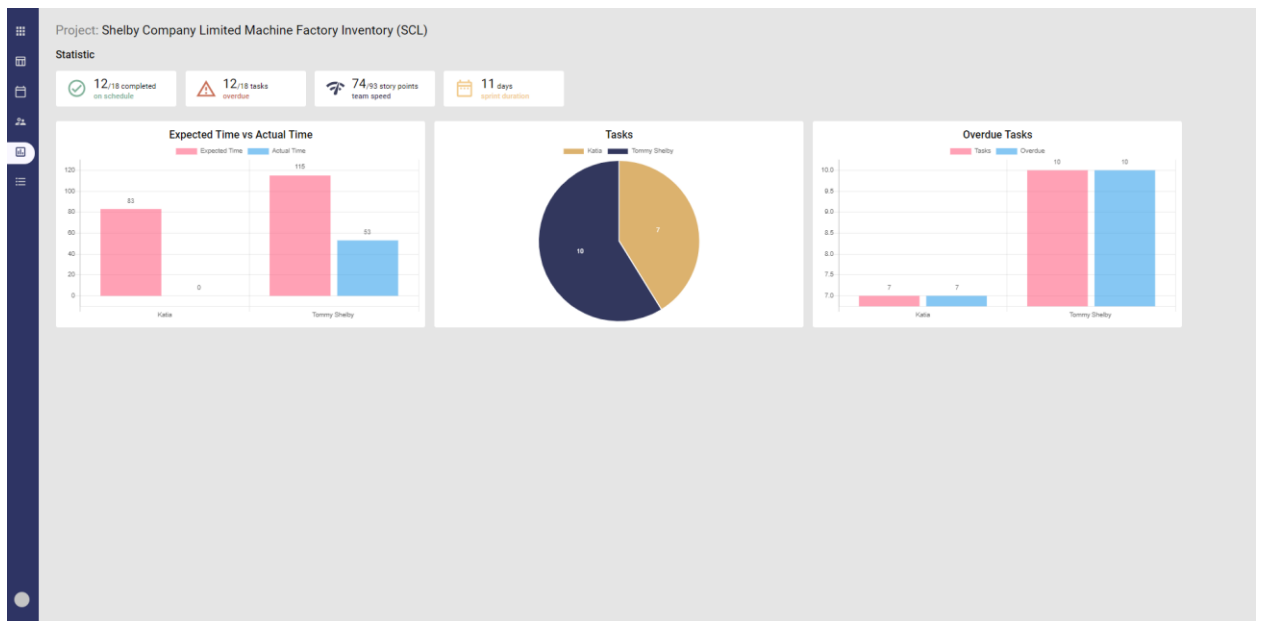 Project: Shelby Company Limited Machine Factory Inventory (SCL)
Statistic
12/18 completed
on schedule
12/18 tasks
overdue
74/93 story points
team speed
11 days
sprint duration
Expected Time vs Actual Time
Expected Time Actual Time
120
100
80
60
40
20
0
83
0
115
53
Katia Tommy Shelby
Tasks
Katia Tommy Shelby
7
10
Overdue Tasks
Tasks Overdue
10.0
9.5
9.0
8.5
8.0
7.5
7.0
7 7
10 10
Katia Tommy Shelby